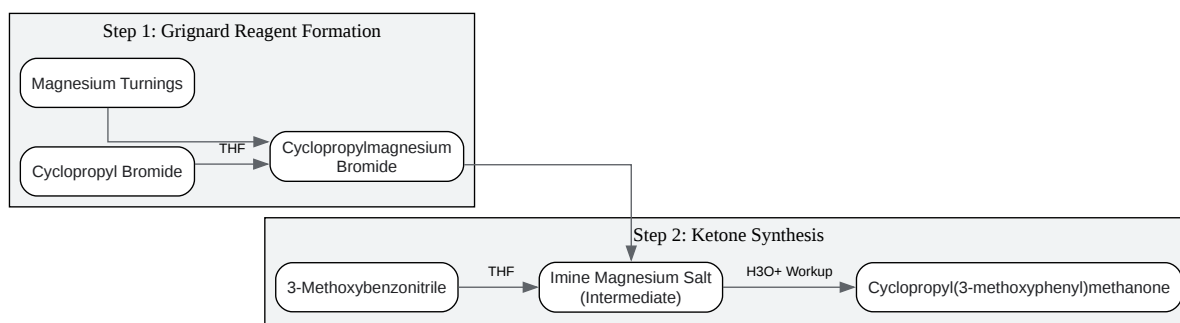 Step 1: Grignard Reagent Formation
Magnesium Turnings
THF
Cyclopropyl Bromide
Cyclopropylmagnesium
Bromide
Step 2: Ketone Synthesis
3-Methoxybenzonitrile
THF
Imine Magnesium Salt
(Intermediate)
H3O+ Workup
Cyclopropyl(3-methoxyphenyl)methanone